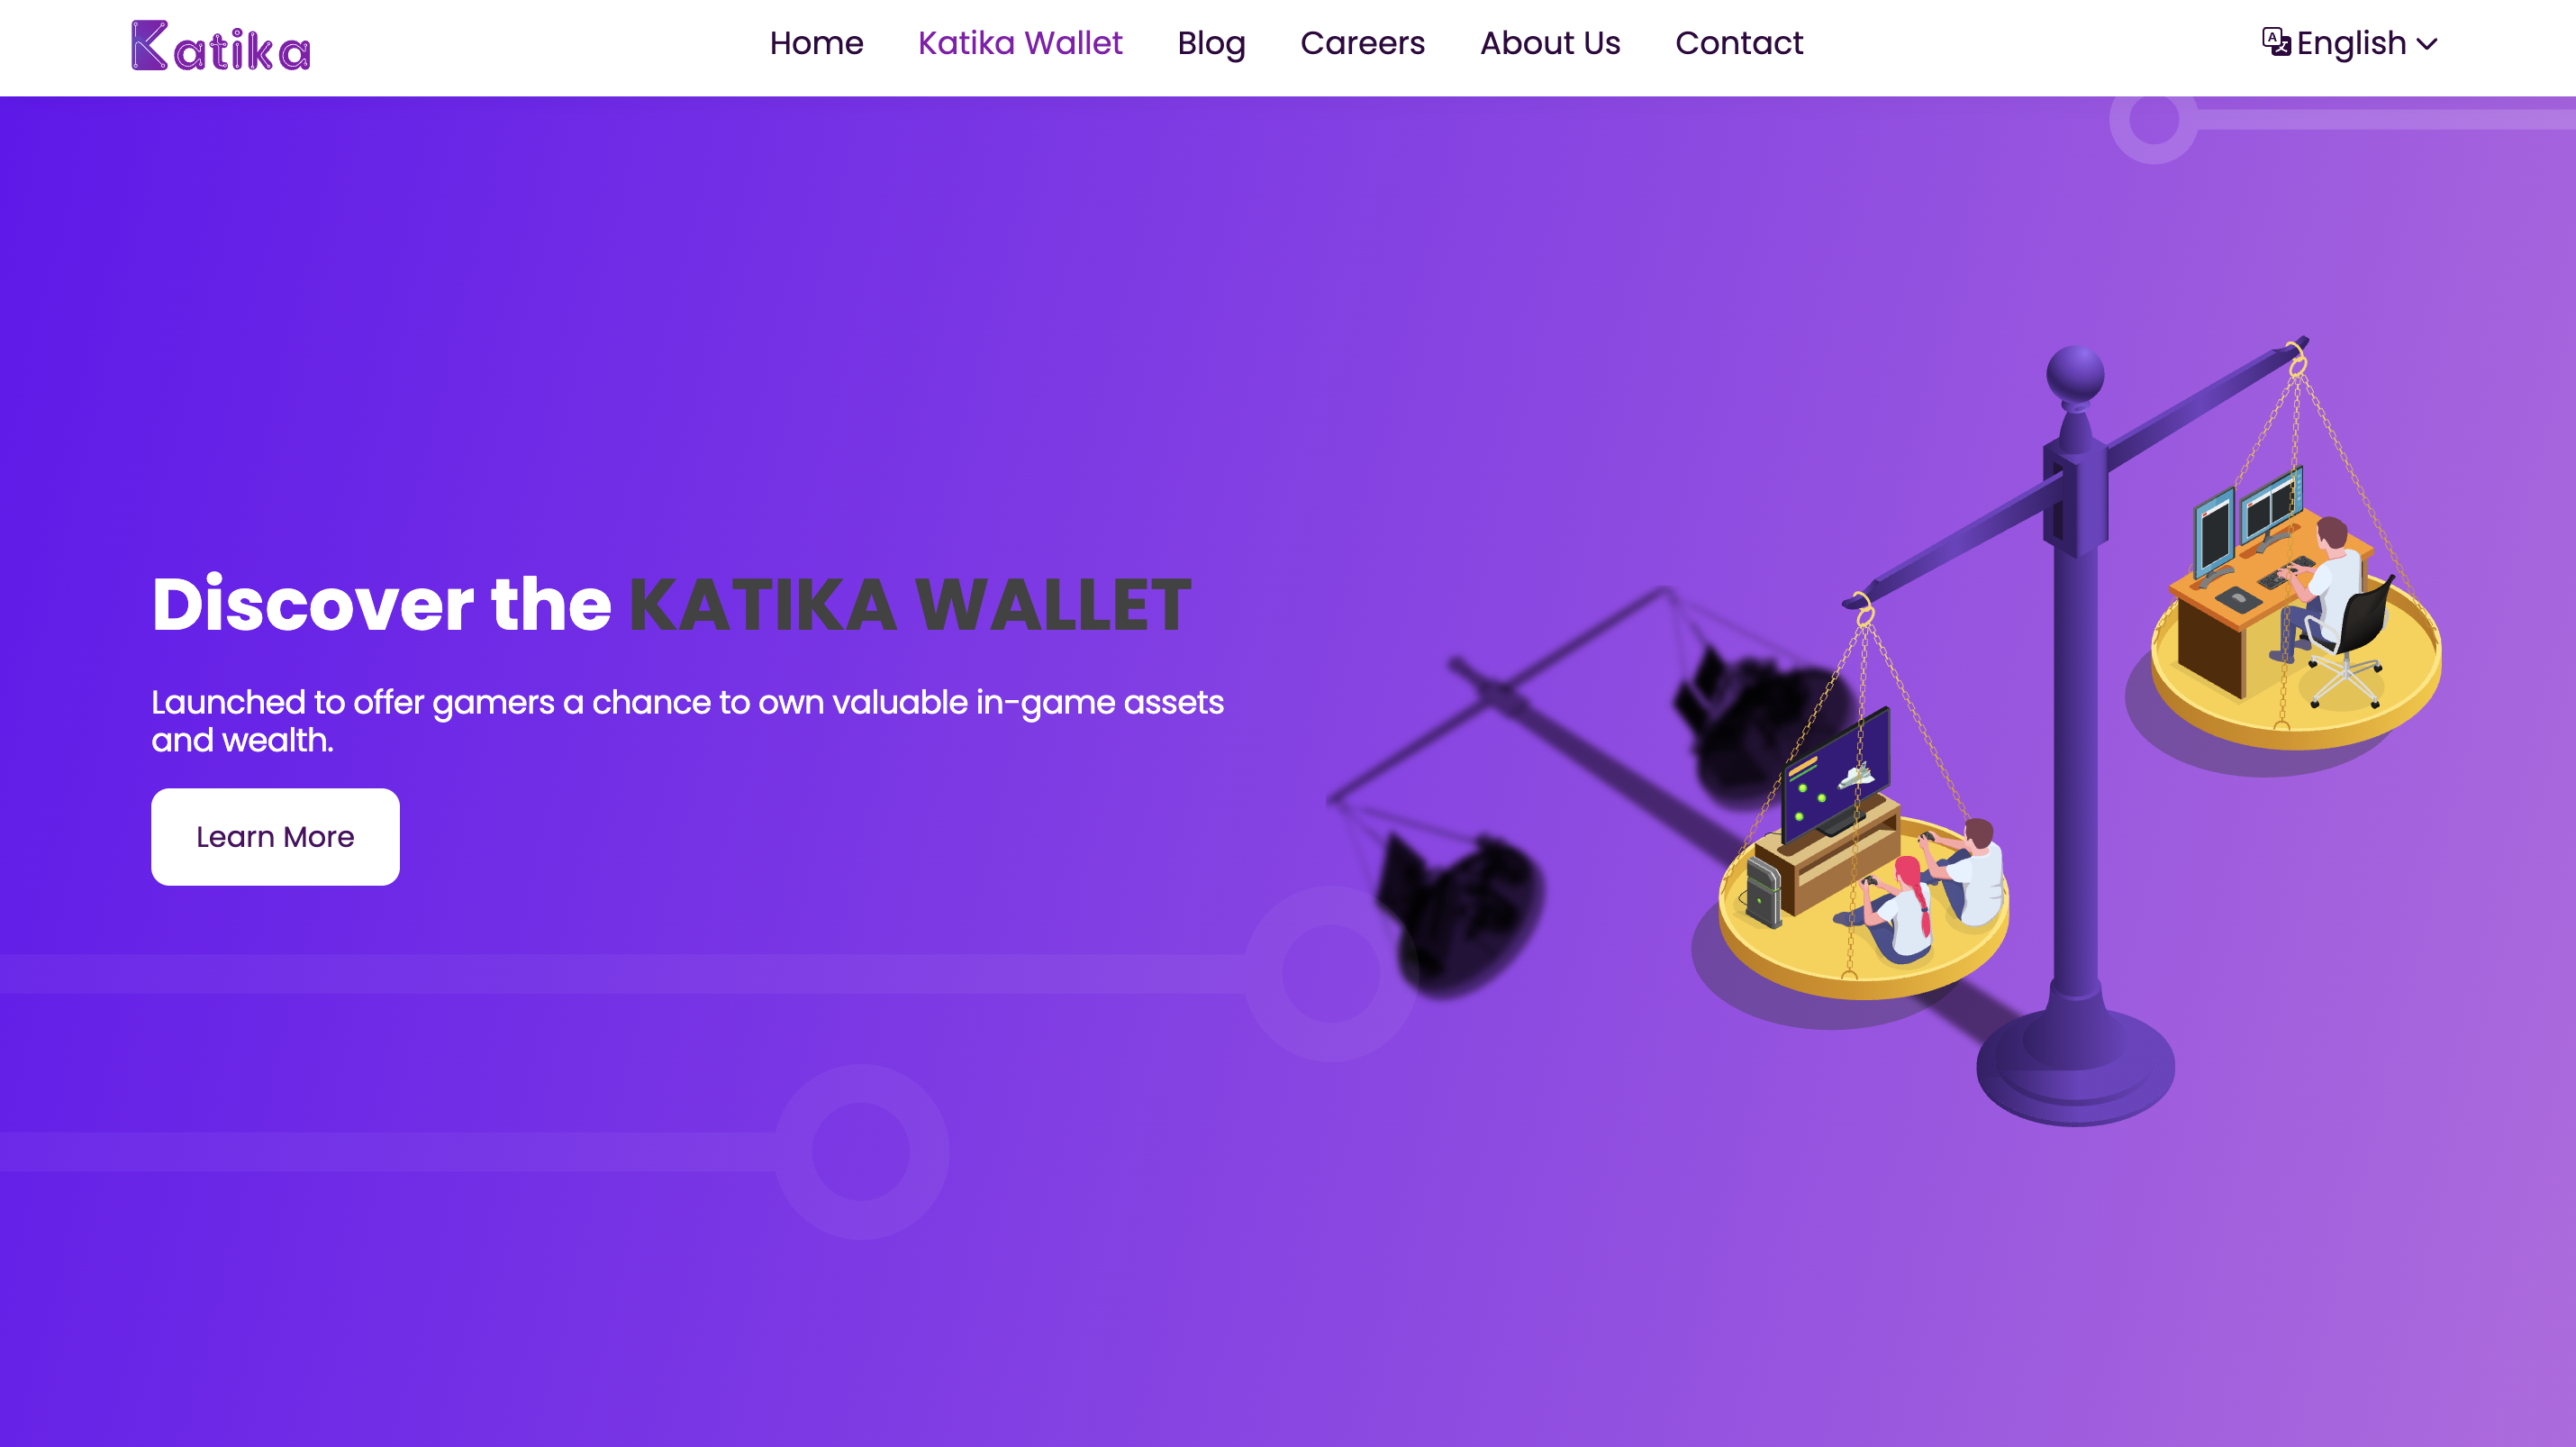 Katika
Home
Katika Wallet
Blog
Careers
About Us
Contact
English
Discover the KATIKA WALLET
Launched to offer gamers a chance to own valuable in-game assets
and wealth.
Learn More